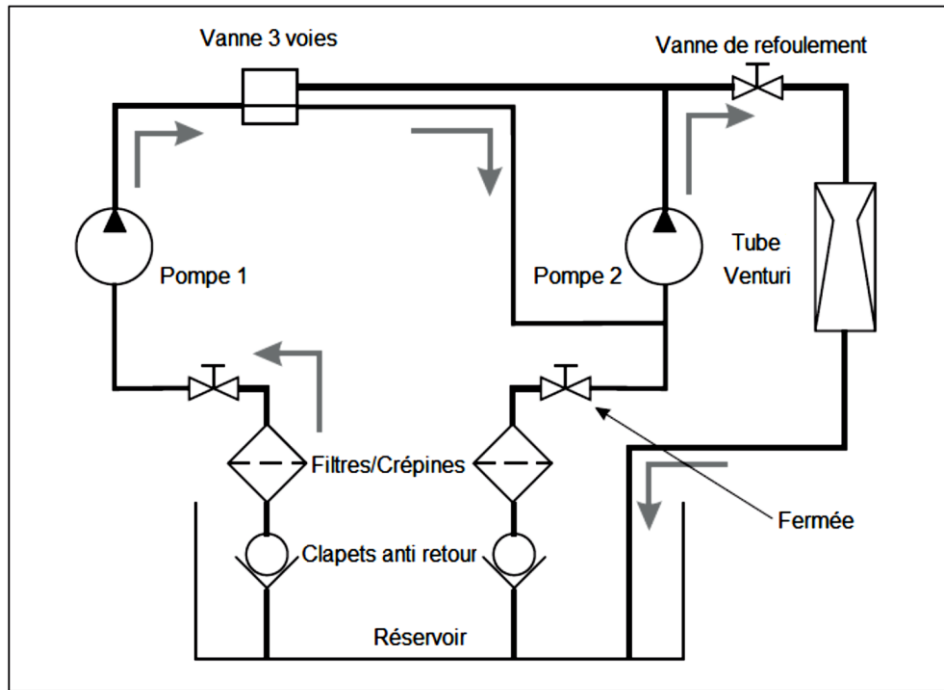 Vanne 3 voies
Vanne de refoulement
Pompe 1
Pompe 2
Tube
Venturi
Filtres/Crépines
Fermée
Clapets anti retour
Réservoir